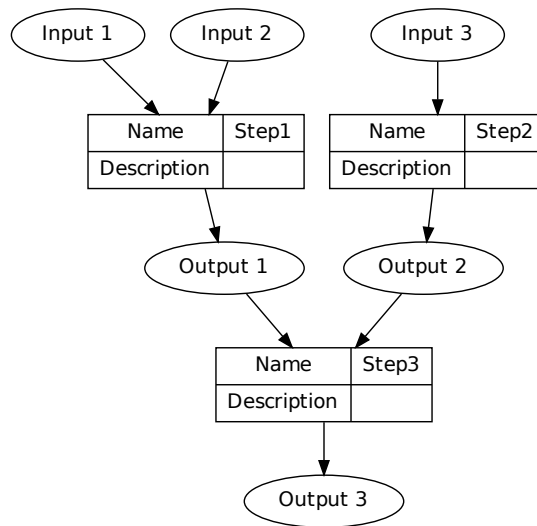 Input 1
Input 2
Input 3
Name Step1
Description
Name Step2
Description
Output 1
Output 2
Name Step3
Description
Output 3